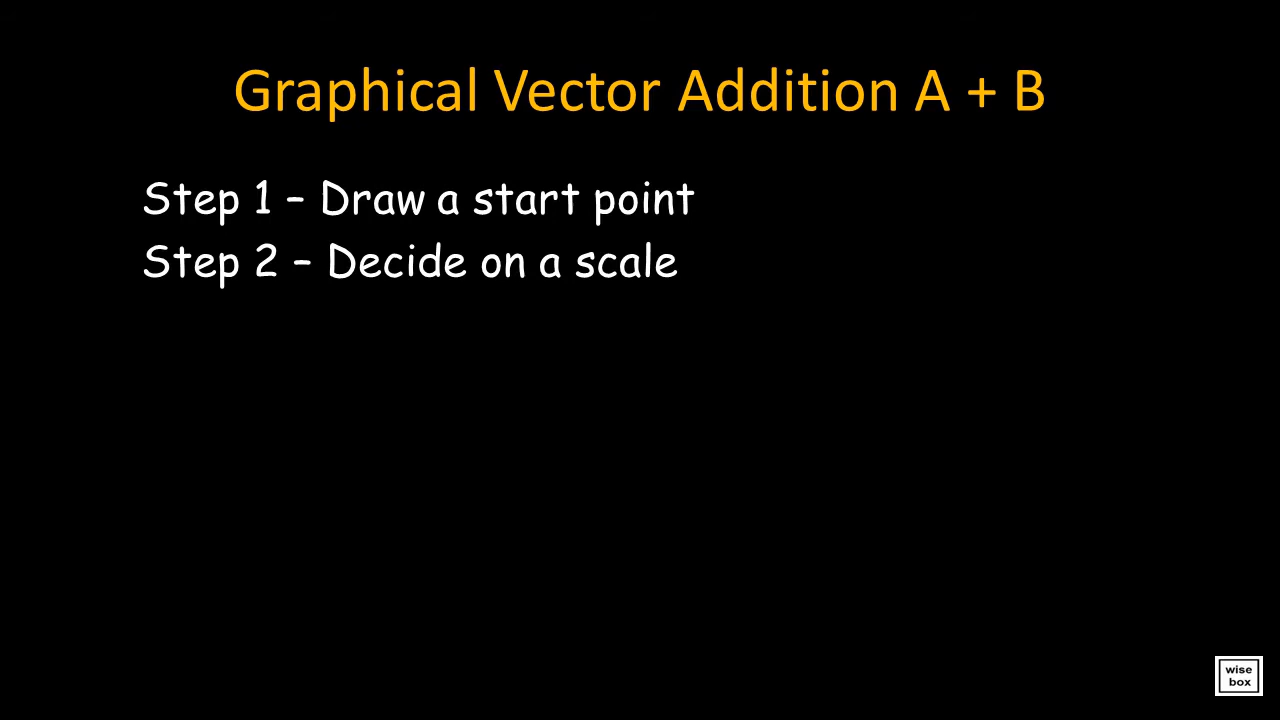 Graphical Vector Addition A + B
Step 1 – Draw a start point
Step 2 – Decide on a scale
wise
box